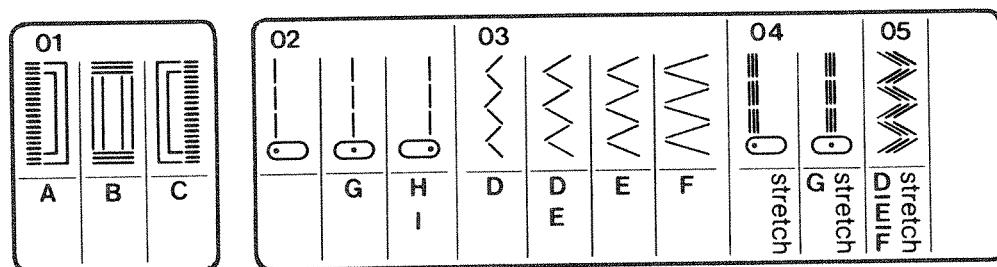 01
A B C
02 03 04 05
G H D D E F stretch G stretch D|E|F stretch
I E